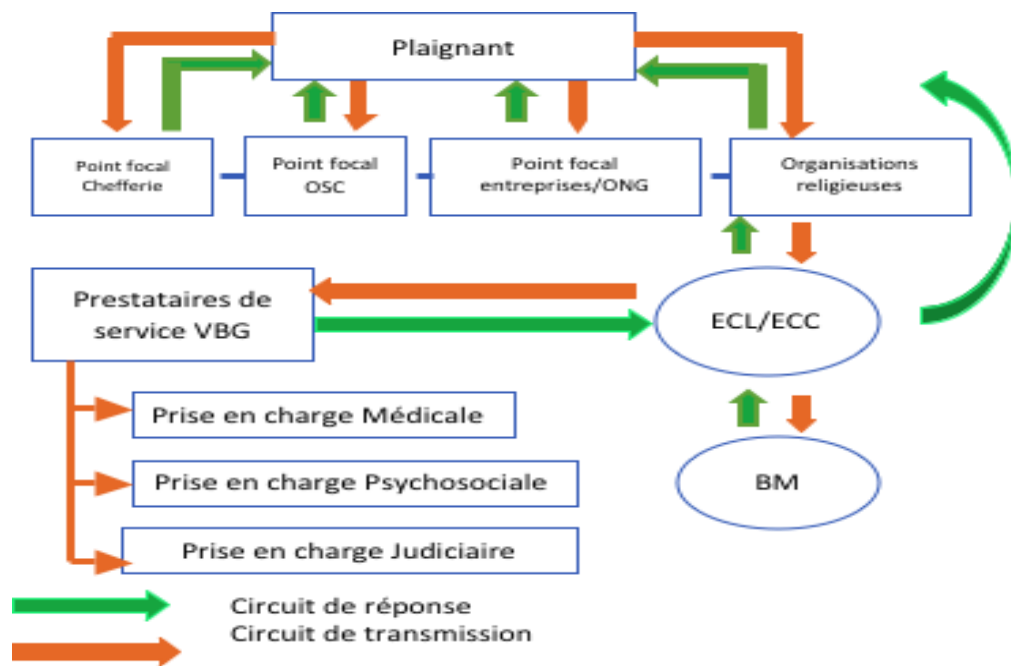 Plaignant
Point focal
Chefferie
Point focal
OSC
Point focal
entreprises/ONG
Organisations
religieuses
Prestataires de
service VBG
ECL/ECC
Prise en charge Médicale
Prise en charge Psychosociale
BM
Prise en charge Judiciaire
Circuit de réponse
Circuit de transmission